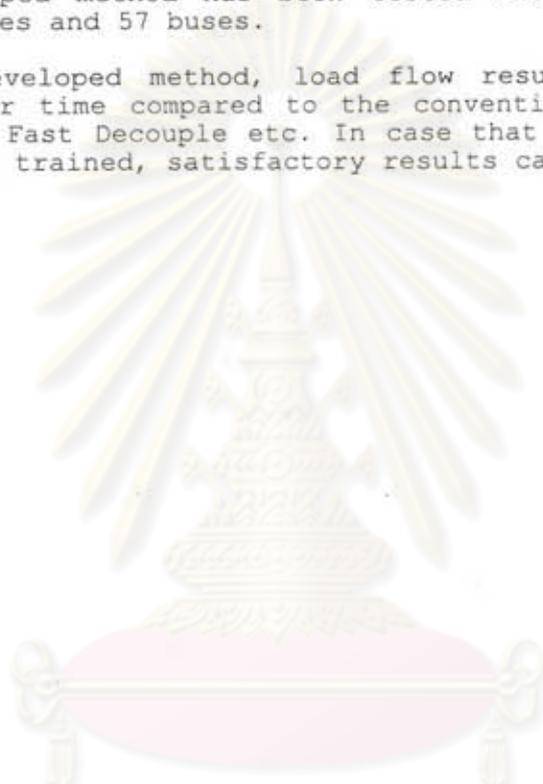 es and 57 buses.
eveloped method, load flow resu
r time compared to the conventi
Fast Decouple etc. In case that
trained, satisfactory results ca